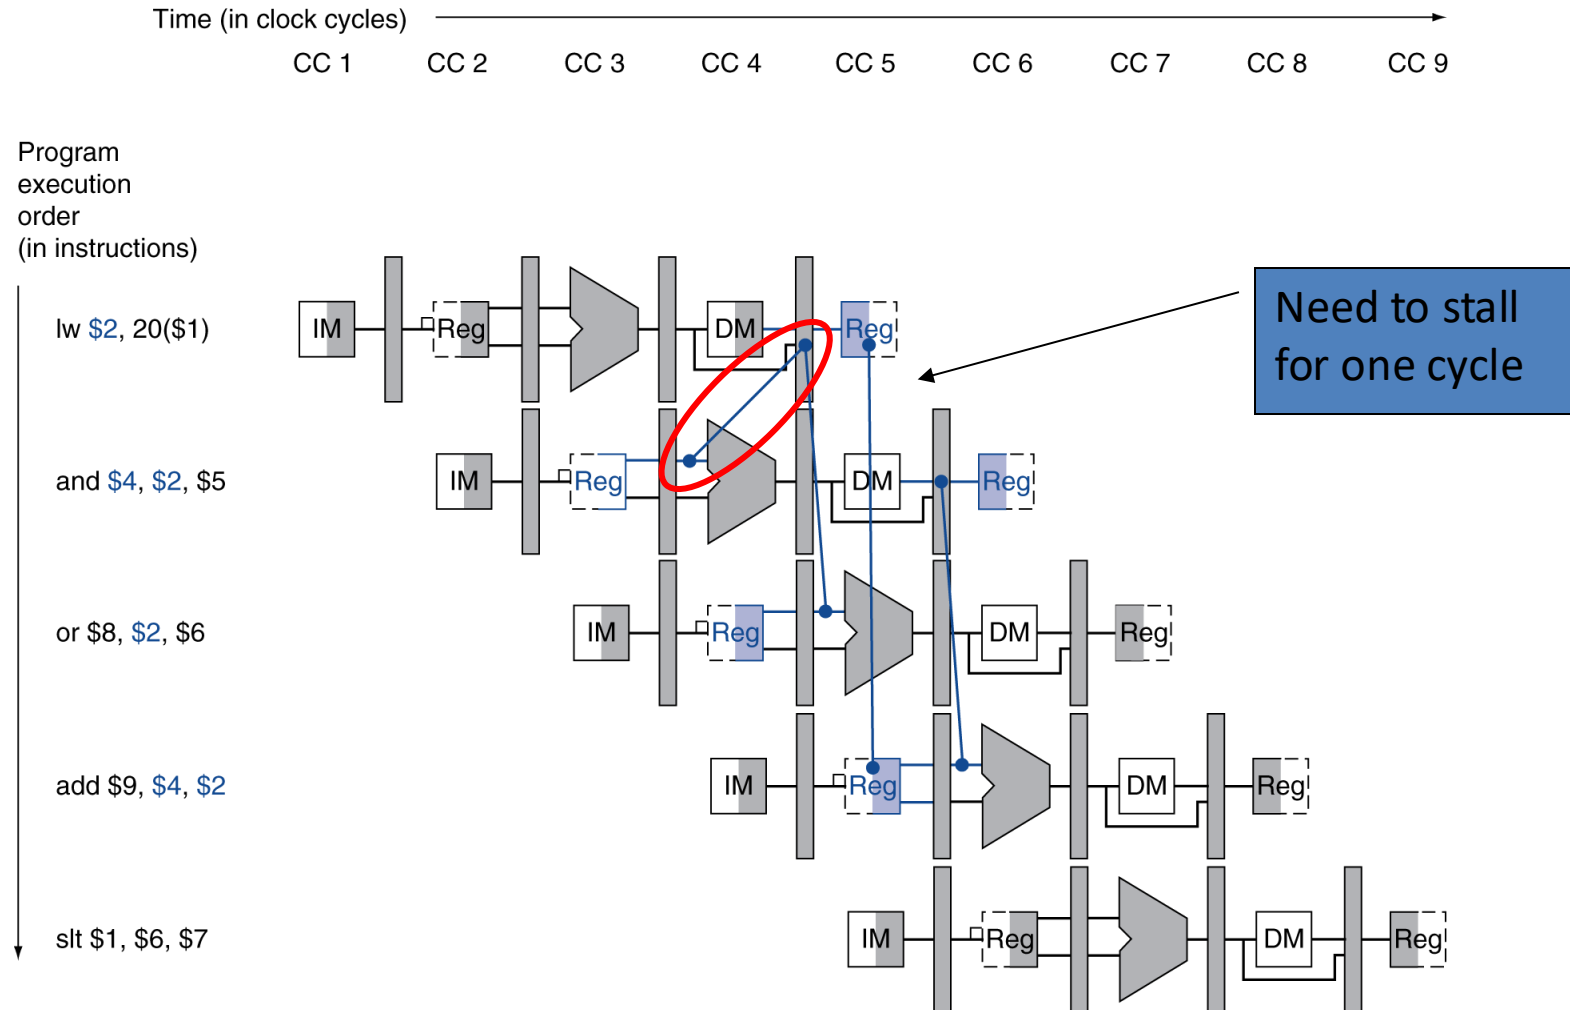 Time (in clock cycles)
CC 1 CC 2 CC 3 CC 4 CC 5 CC 6 CC 7 CC 8 CC 9
Program
execution
order
(in instructions)
Need to stall
for one cycle
lw $2, 20($1) IM Reg DM Reg
and $4, $2, $5 IM Reg DM Reg
or $8, $2, $6 IM Reg DM Reg
add $9, $4, $2 IM Reg DM Reg
slt $1, $6, $7 IM Reg DM Reg